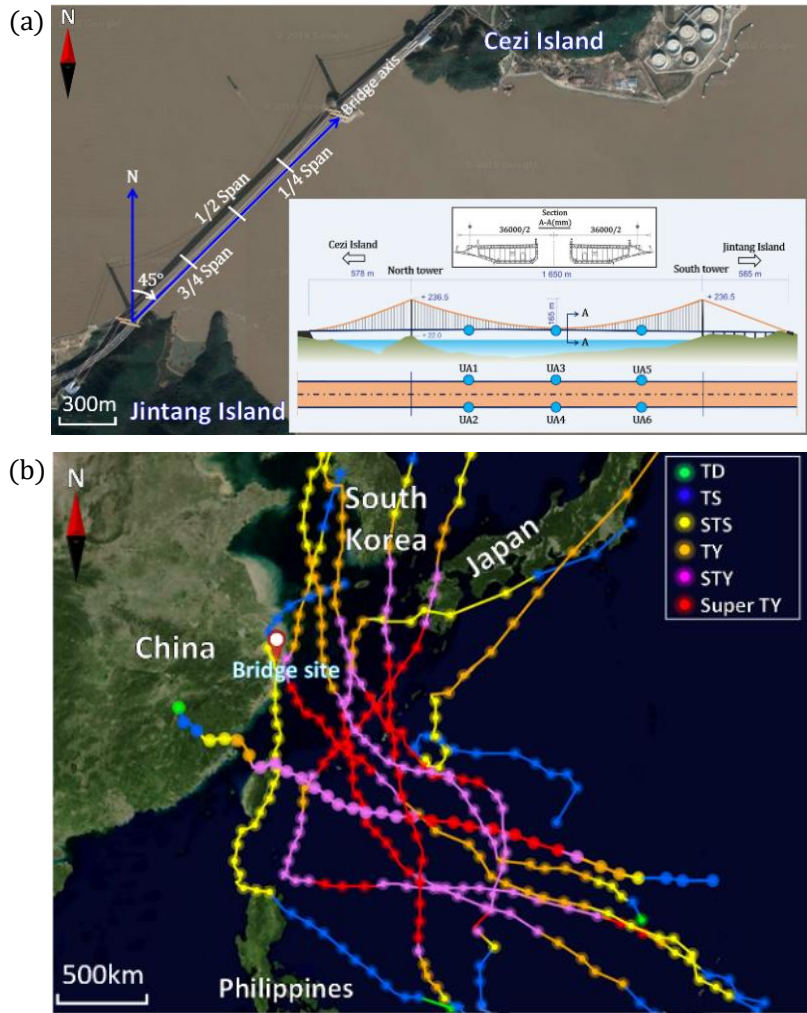 (a)
N
Cezi Island
Bridge axis
N
1/2 Span
1/4 Span
45°
3/4 Span
300m
Jintang Island
Section
A-A(mm)
36000/2
36000/2
Cezi Island
Jintang Island
578 m
North tower
1 650 m
South tower
585 m
+ 236.5
165 m
A
+ 236.5
+ 22.0
A
UA1
UA3
UA5
UA2
UA4
UA6
(b)
N
South
Korea
Japan
TD
TS
STS
TY
STY
Super TY
China
Bridge site
500km
Philippines